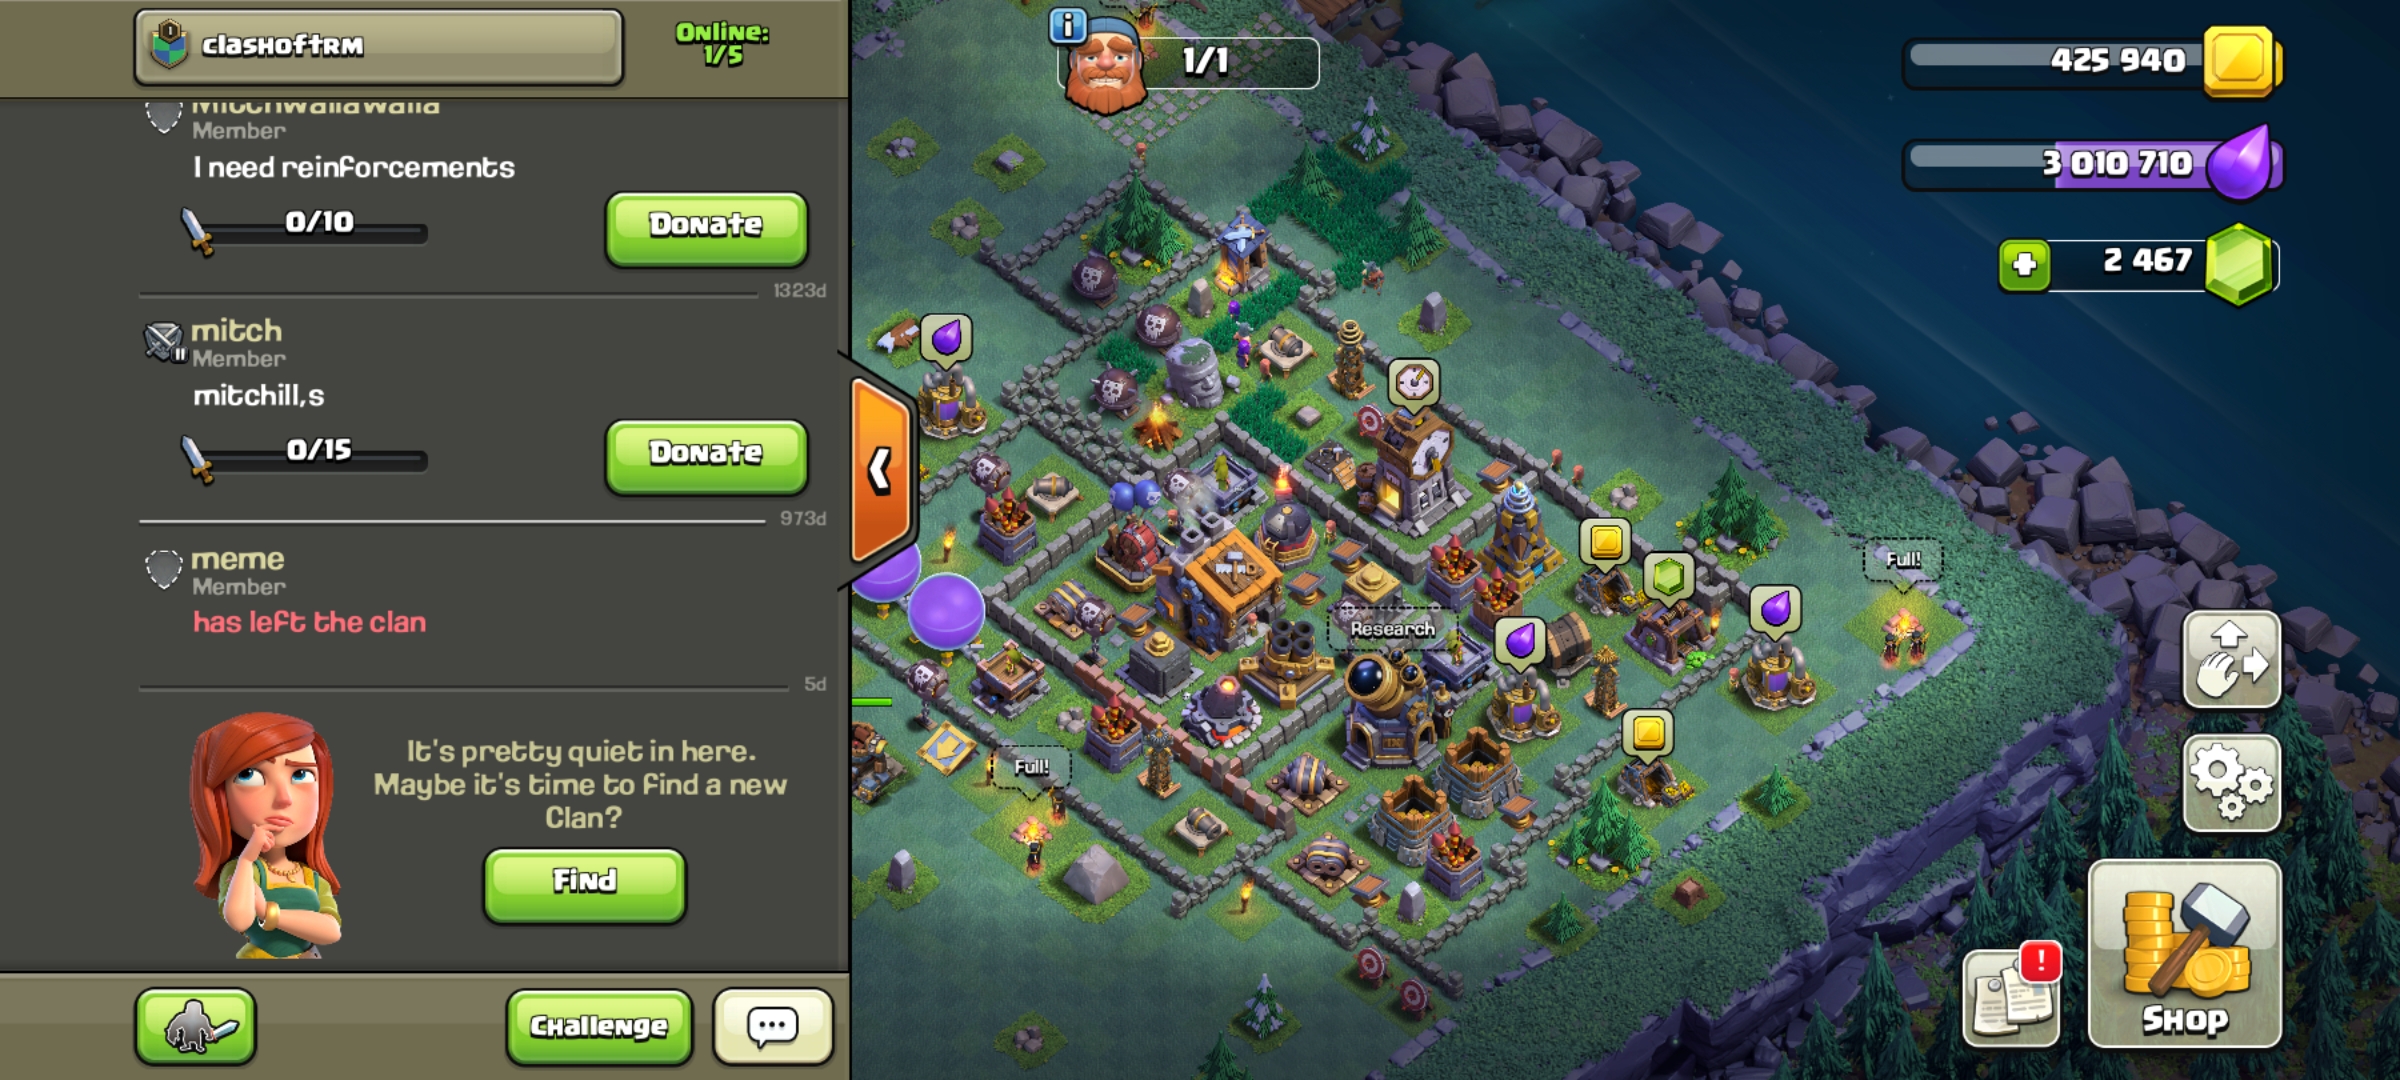 clashoftrm
Online:
1/5
Mitchwallawalla
Member
I need reinforcements
0/10
Donate
1323d
mitch
Member
mitchill,s
0/15
Donate
973d
meme
Member
has left the clan
5d
It's pretty quiet in here.
Maybe it's time to find a new
Clan?
Find
Challenge
1/1
425 940
3 010 710
2 467
Full!
Research
Full!
Shop